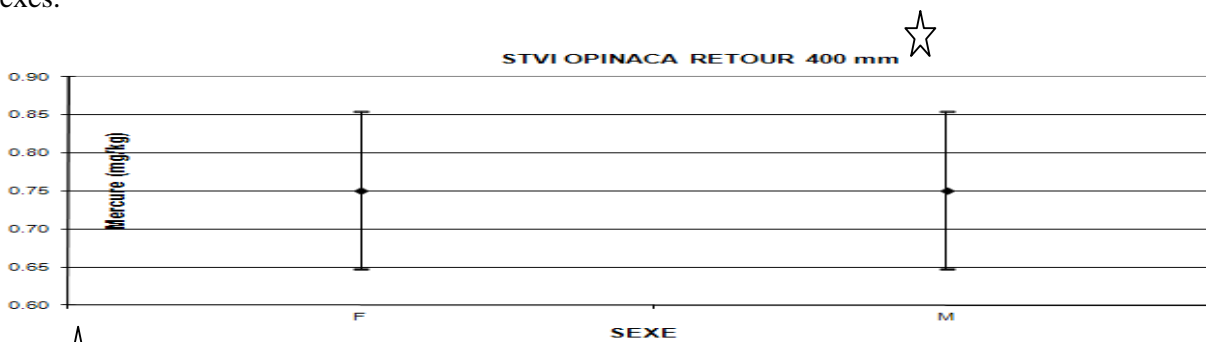 exes.
STVI OPINACA RETOUR 400 mm
0.90
0.85
0.80
0.75
0.70
0.65
0.60
Mercure (mg/kg)
F
M
SEXE